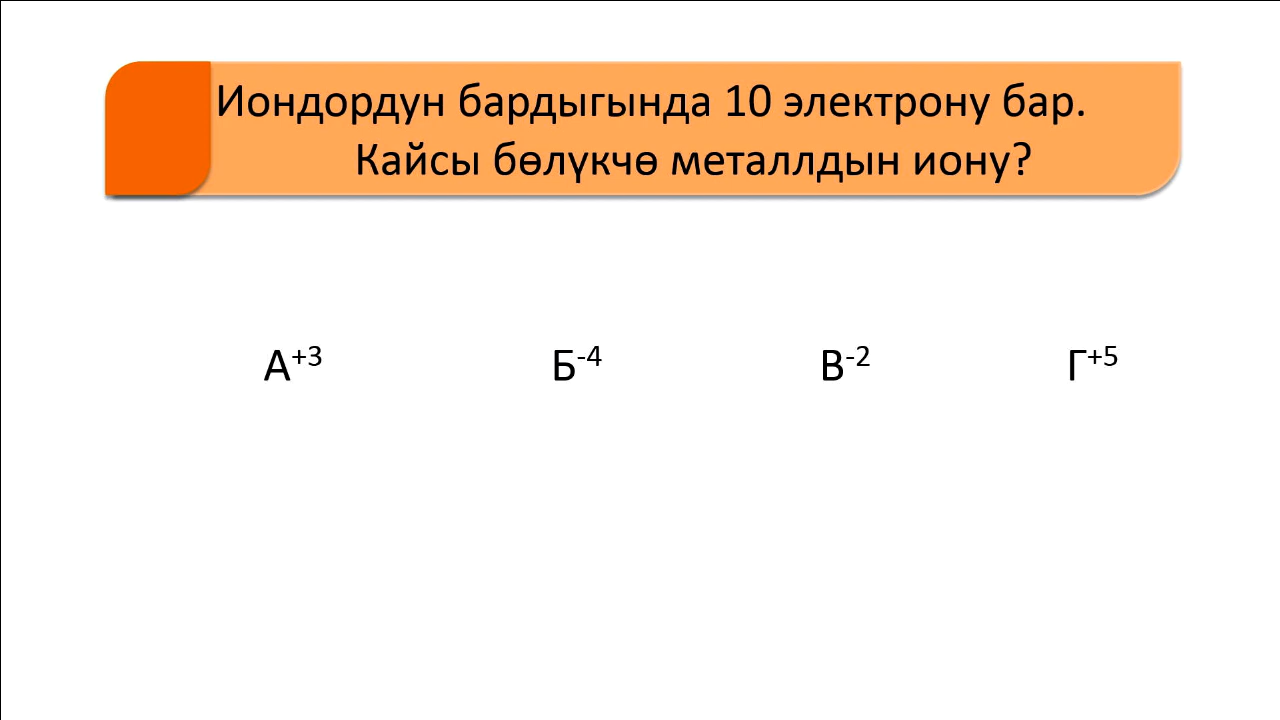 Иондордун бардыгында 10 электрону бар.
Кайсы бөлүкчө металлдын иону?
А⁺³ Б⁻⁴ В⁻² Г⁺⁵